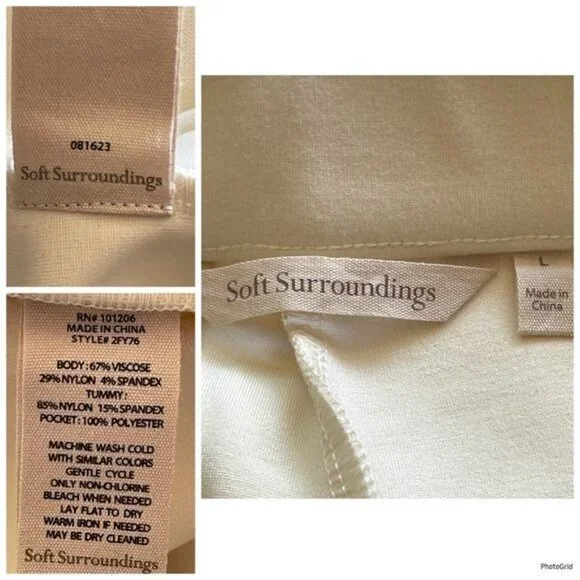 081623
Soft Surroundings
RN# 101206
MADE IN CHINA
STYLE# 2FY76
BODY:67% VISCOSE
29% NYLON 4% SPANDEX
TUMMY:
85% NYLON 15% SPANDEX
POCKET:100% POLYESTER
MACHINE WASH COLD
WITH SIMILAR COLORS
GENTLE CYCLE
ONLY NON-CHLORINE
BLEACH WHEN NEEDED
LAY FLAT TO DRY
WARM IRON IF NEEDED
MAY BE DRY CLEANED
Soft Surroundings
Soft Surroundings
L
Made in
China
PhotoGrid